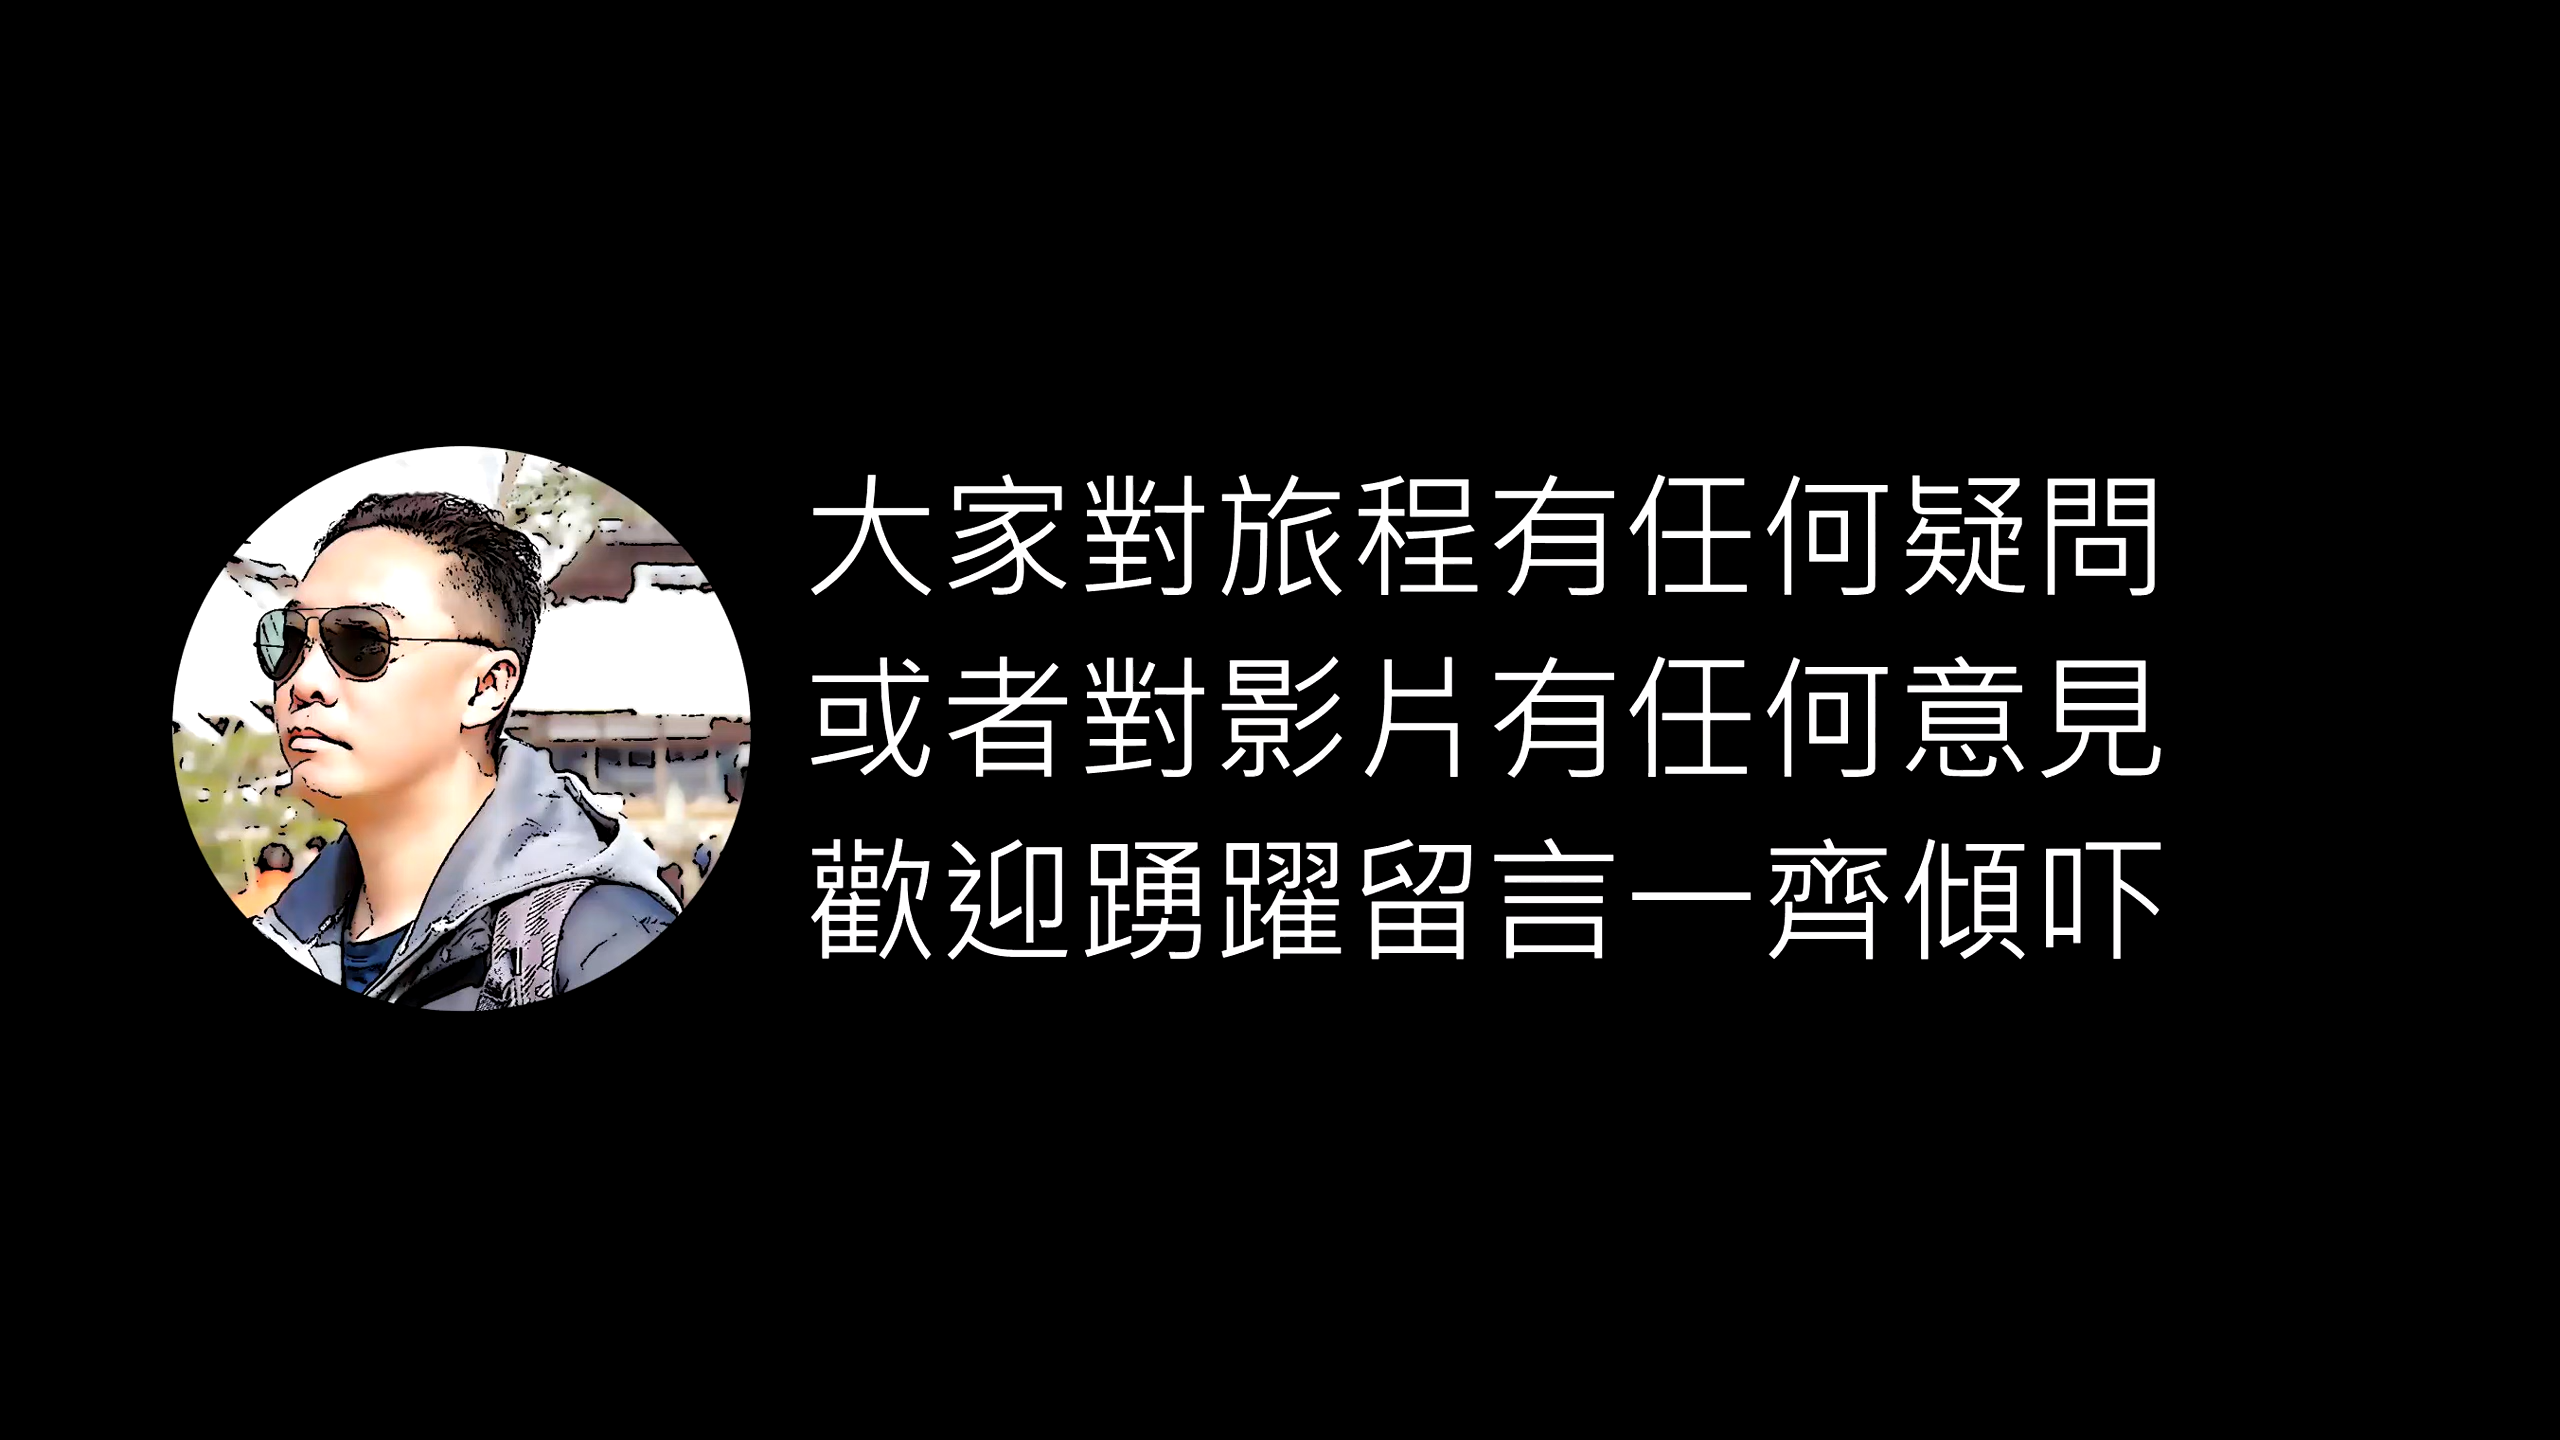 大家對旅程有任何疑問
或者對影片有任何意見
歡迎踴躍留言一齊傾吓